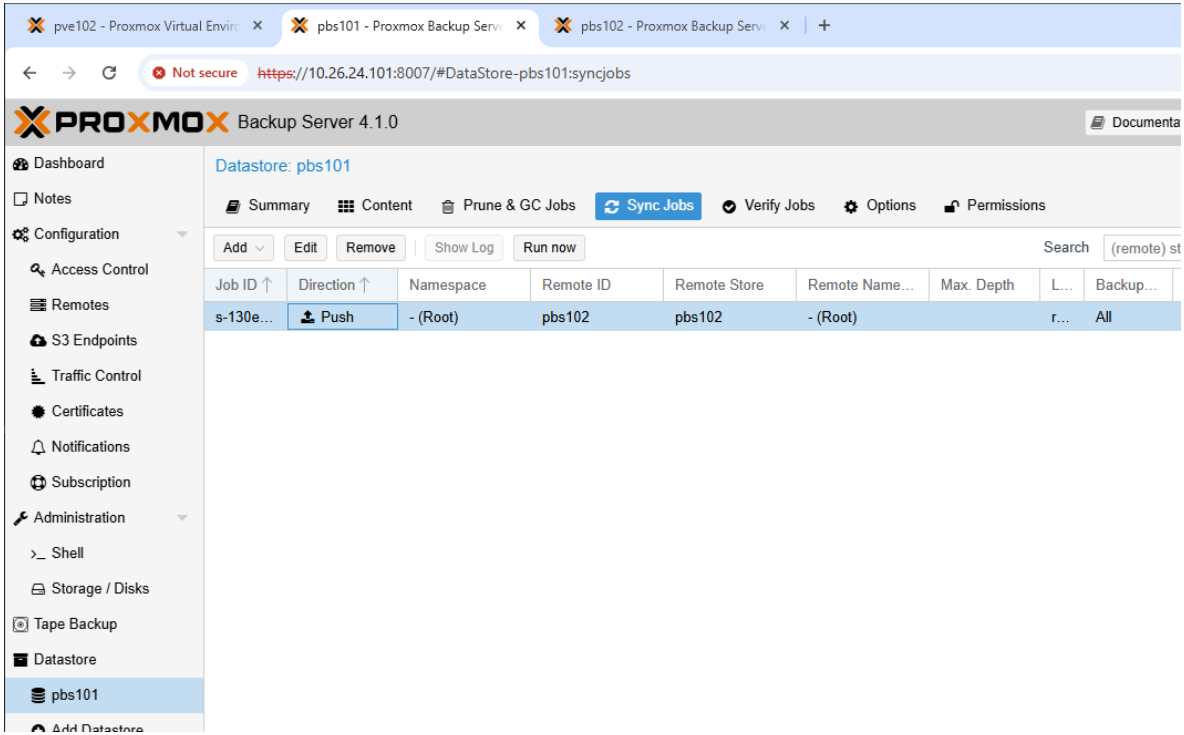 pve102 - Proxmox Virtual Enviro × pbs101 - Proxmox Backup Serve × pbs102 - Proxmox Backup Serve × +
Not secure https://10.26.24.101:8007/#DataStore-pbs101:syncjobs
PROXMOX Backup Server 4.1.0 Documenta
Dashboard
Notes
Configuration
Access Control
Remotes
S3 Endpoints
Traffic Control
Certificates
Notifications
Subscription
Administration
>_ Shell
Storage / Disks
Tape Backup
Datastore
pbs101
Add Datastore
Datastore: pbs101
Summary Content Prune & GC Jobs Sync Jobs Verify Jobs Options Permissions
Add Edit Remove Show Log Run now Search (remote) st
Job ID ↑ Direction ↑ Namespace Remote ID Remote Store Remote Name... Max. Depth L... Backup...
s-130e... Push - (Root) pbs102 pbs102 - (Root) r... All